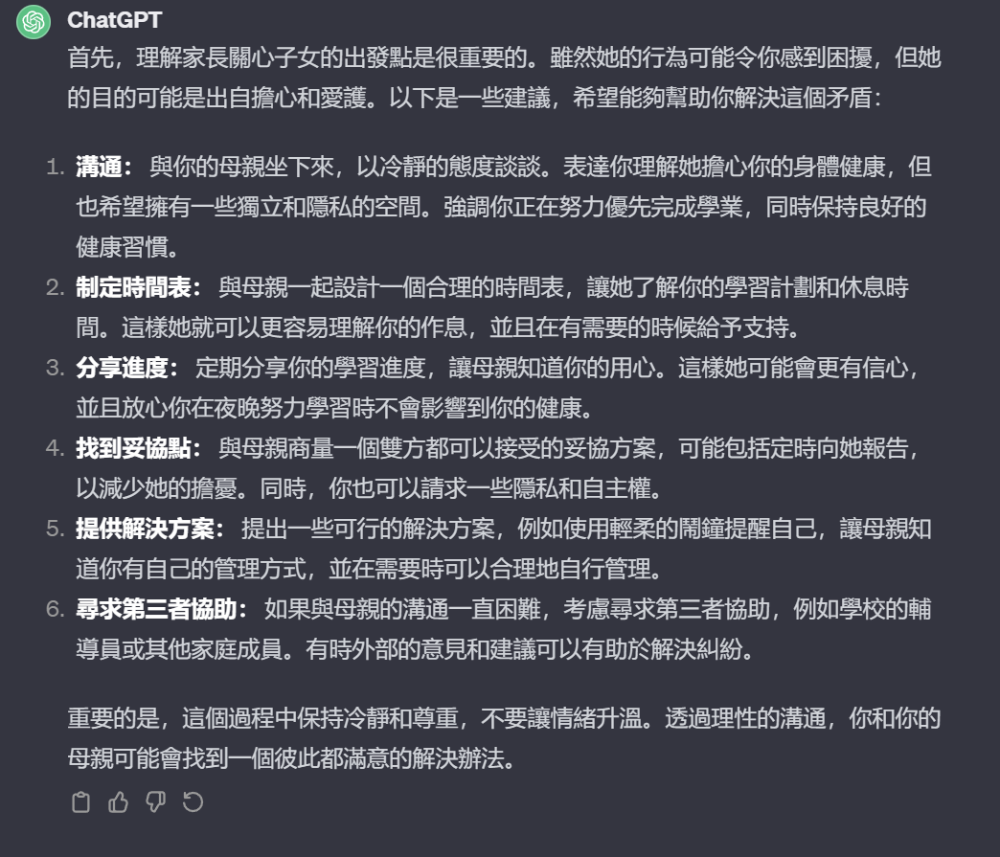 ChatGPT
首先，理解家長關心子女的出發點是很重要的。雖然她的行為可能令你感到困擾，但她
的目的可能是出自擔心和愛護。以下是一些建議，希望能夠幫助你解決這個矛盾：
1. 溝通： 與你的母親坐下來，以冷靜的態度談談。表達你理解她擔心你的身體健康，但
也希望擁有一些獨立和隱私的空間。強調你正在努力優先完成學業，同時保持良好的
健康習慣。
2. 制定時間表： 與母親一起設計一個合理的時間表，讓她了解你的學習計劃和休息時
間。這樣她就可以更容易理解你的作息，並且在有需要的時候給予支持。
3. 分享進度： 定期分享你的學習進度，讓母親知道你的用心。這樣她可能會更有信心，
並且放心你在夜晚努力學習時不會影響到你的健康。
4. 找到妥協點： 與母親商量一個雙方都可以接受的妥協方案，可能包括定時向她報告，
以減少她的擔憂。同時，你也可以請求一些隱私和自主權。
5. 提供解決方案： 提出一些可行的解決方案，例如使用輕柔的鬧鐘提醒自己，讓母親知
道你有自己的管理方式，並在需要時可以合理地自行管理。
6. 尋求第三者協助： 如果與母親的溝通一直困難，考慮尋求第三者協助，例如學校的輔
導員或其他家庭成員。有時外部的意見和建議可以有助於解決糾紛。
重要的是，這個過程中保持冷靜和尊重，不要讓情緒升溫。透過理性的溝通，你和你的
母親可能會找到一個彼此都滿意的解決辦法。